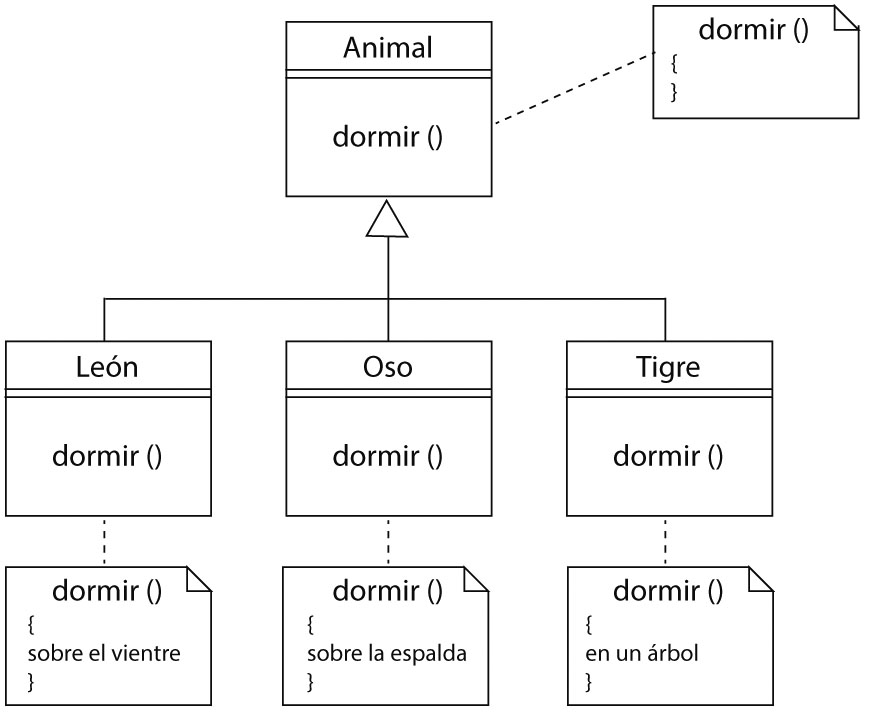 Animal
dormir ()
dormir ()
{
}
León
dormir ()
Oso
dormir ()
Tigre
dormir ()
dormir ()
{
sobre el vientre
}
dormir ()
{
sobre la espalda
}
dormir ()
{
en un árbol
}